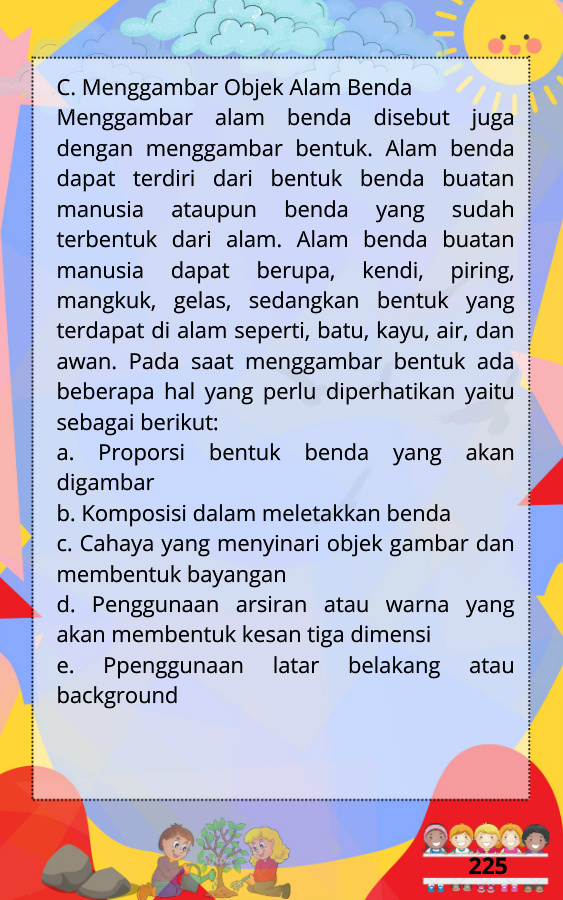 C. Menggambar Objek Alam Benda
Menggambar alam benda disebut juga
dengan menggambar bentuk. Alam benda
dapat terdiri dari bentuk benda buatan
manusia ataupun benda yang sudah
terbentuk dari alam. Alam benda buatan
manusia dapat berupa, kendi, piring,
mangkuk, gelas, sedangkan bentuk yang
terdapat di alam seperti, batu, kayu, air, dan
awan. Pada saat menggambar bentuk ada
beberapa hal yang perlu diperhatikan yaitu
sebagai berikut:
a. Proporsi bentuk benda yang akan
digambar
b. Komposisi dalam meletakkan benda
c. Cahaya yang menyinari objek gambar dan
membentuk bayangan
d. Penggunaan arsiran atau warna yang
akan membentuk kesan tiga dimensi
e. Ppenggunaan latar belakang atau
background
225